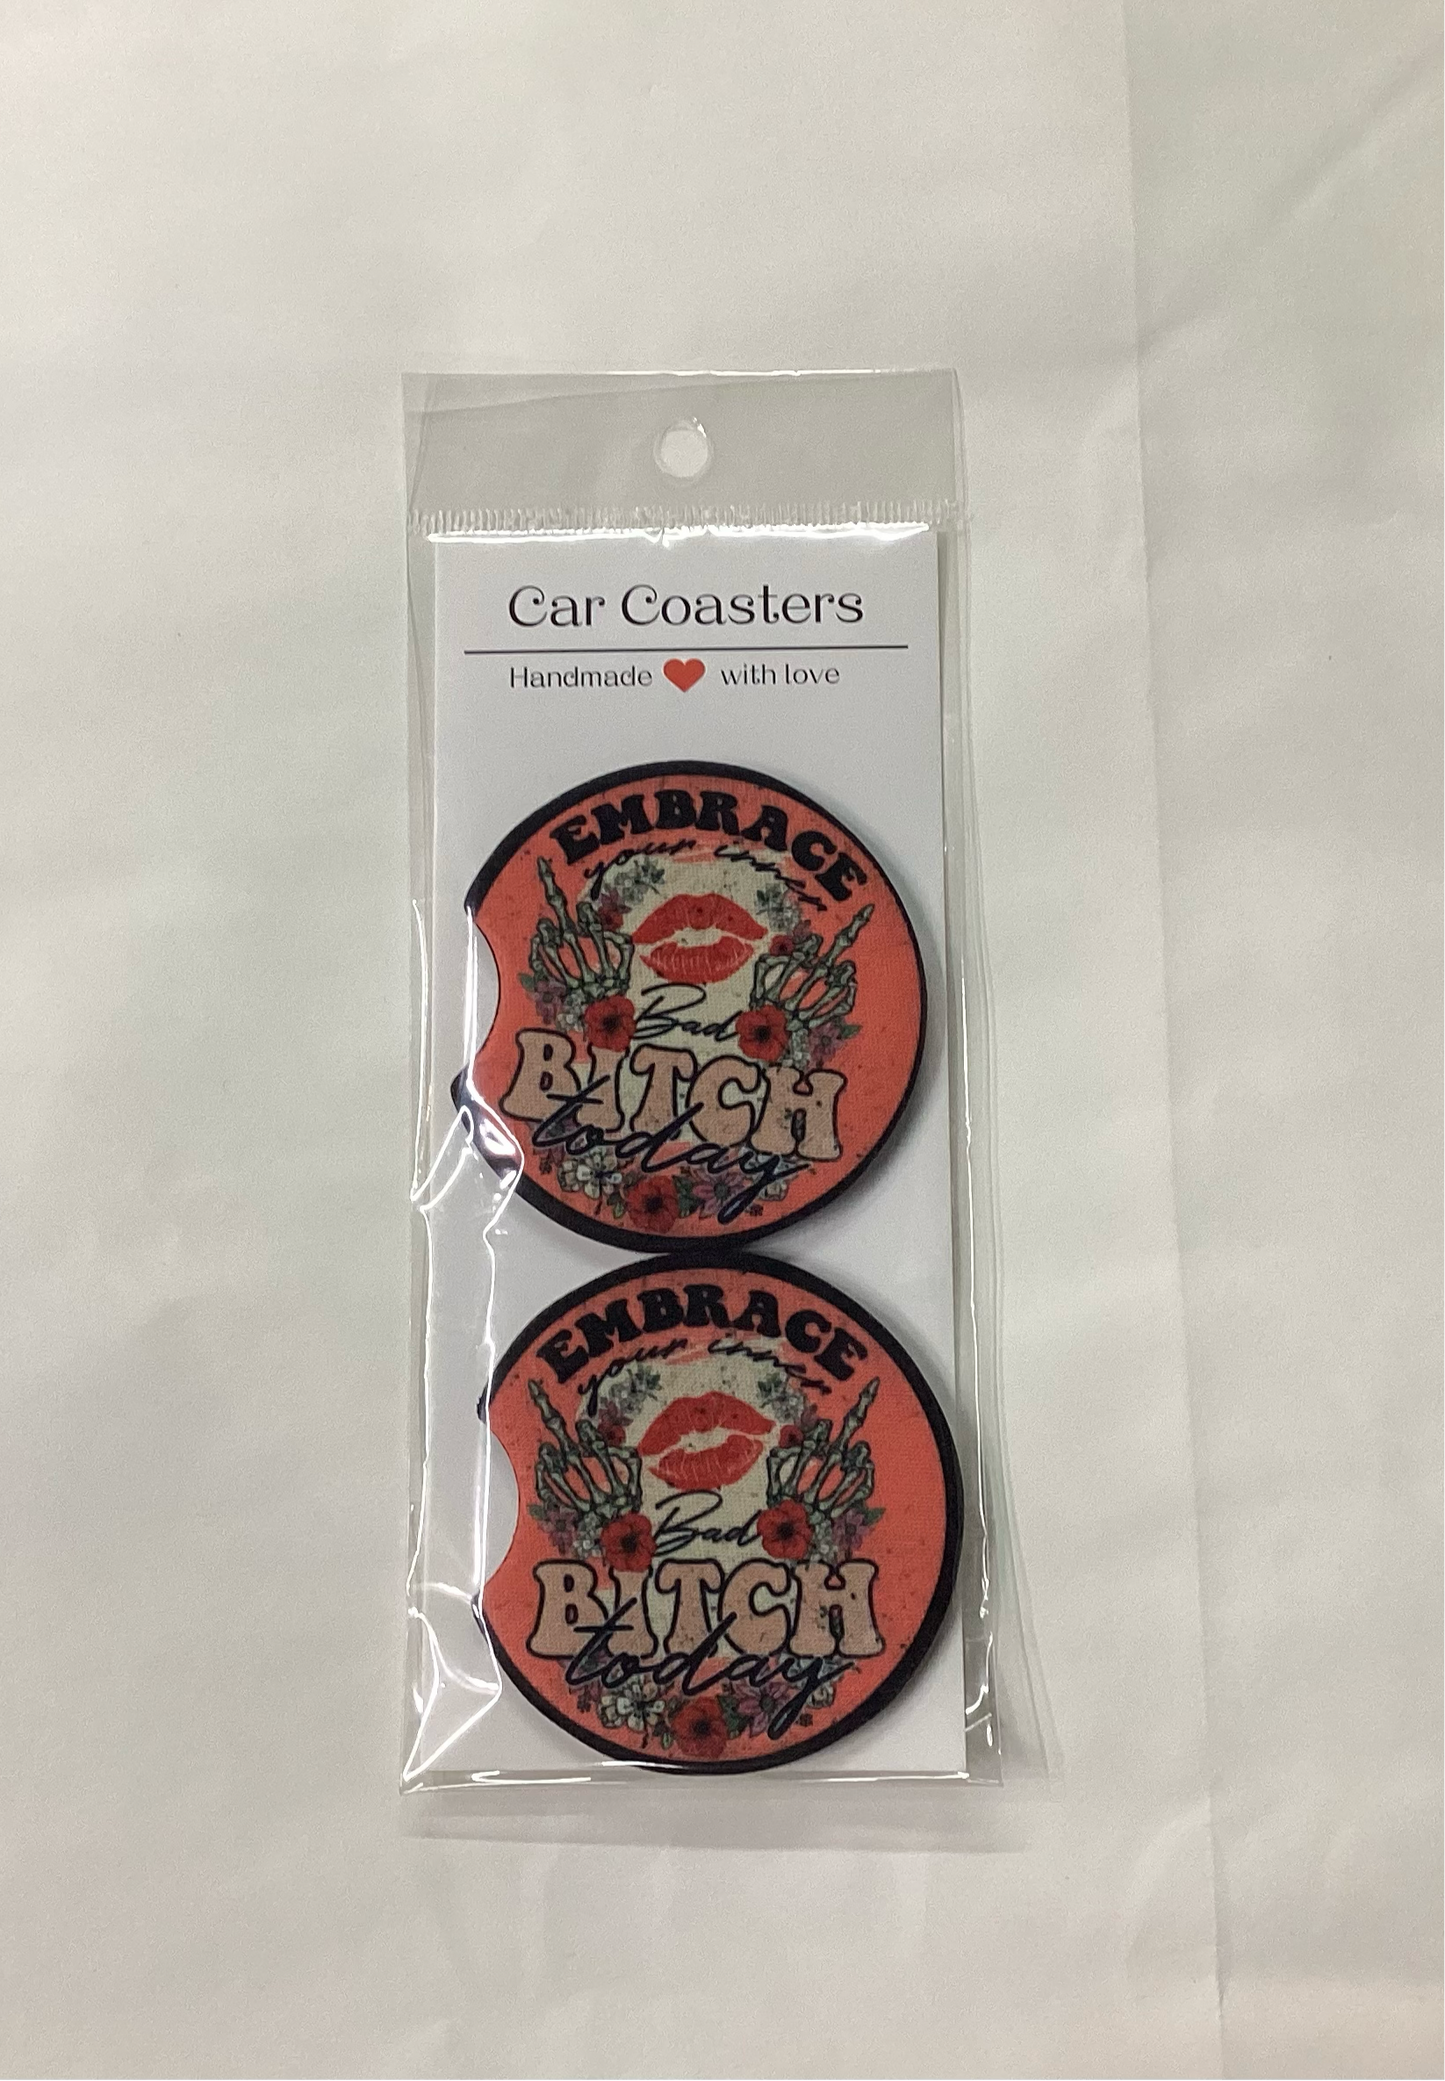 Car Coasters
Handmade with love
EMBRACE
your inner
Bad
BITCH
today
EMBRACE
your inner
Bad
BITCH
today